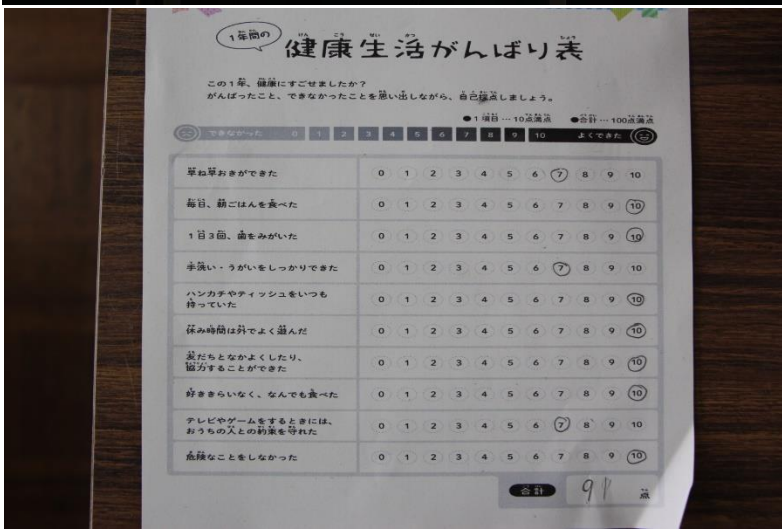 1年間の
健康生活がんばり表
この1年、健康にすごせましたか？
がんばったこと、できなかったことを思い出しながら、自己採点しましょう。
●1項目…10点満点 ●合計…100点満点
できなかった 0 1 2 3 4 5 6 7 8 9 10 よくできた
早ね早おきができた 0 1 2 3 4 5 6 7 8 9 10
毎日、朝ごはんを食べた 0 1 2 3 4 5 6 7 8 9 10
1日3回、歯をみがいた 0 1 2 3 4 5 6 7 8 9 10
手洗い・うがいをしっかりできた 0 1 2 3 4 5 6 7 8 9 10
ハンカチやティッシュをいつも
持っていた 0 1 2 3 4 5 6 7 8 9 10
休み時間は外でよく遊んだ 0 1 2 3 4 5 6 7 8 9 10
友だちとなかよくしたり、
協力することができた 0 1 2 3 4 5 6 7 8 9 10
好ききらいなく、なんでも食べた 0 1 2 3 4 5 6 7 8 9 10
テレビやゲームをするときには、
おうちの人との約束を守れた 0 1 2 3 4 5 6 7 8 9 10
危険なことをしなかった 0 1 2 3 4 5 6 7 8 9 10
合計 91 点